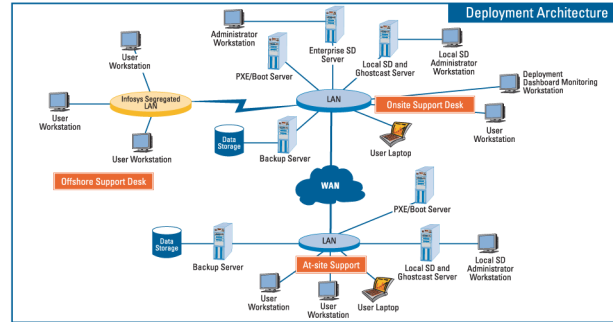 Deployment Architecture
User
Workstation
Administrator
Workstation
Enterprise SD
Server
PXE/Boot Server
Local SD and
Ghostcast Server
Local SD
Administrator
Workstation
Deployment
Dashboard Monitoring
Workstation
Infosys Segregated
LAN
LAN
Onsite Support Desk
User
Workstation
User
Workstation
User Workstation
Data
Storage
Backup Server
User Laptop
Offshore Support Desk
WAN
PXE/Boot Server
Data
Storage
Backup Server
LAN
At-site Support
Local SD and
Ghostcast Server
Local SD
Administrator
Workstation
User
Workstation
User
Workstation
User Laptop